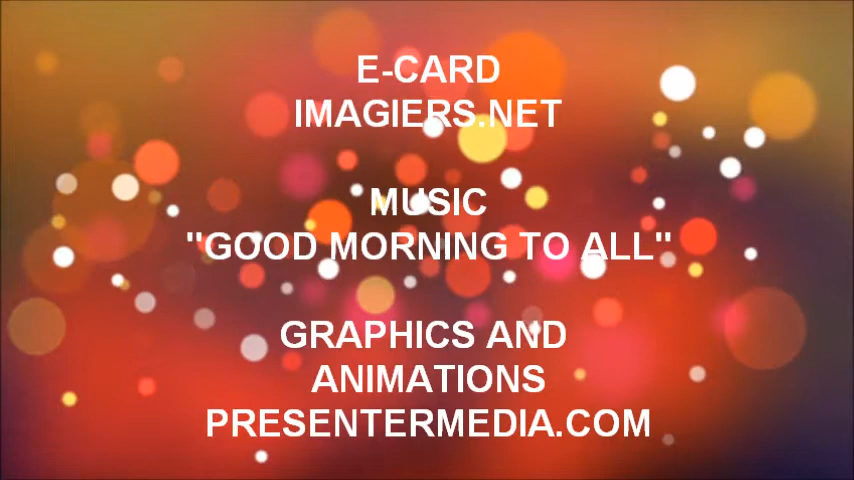 E-CARD
IMAGIERS.NET
MUSIC
"GOOD MORNING TO ALL"
GRAPHICS AND
ANIMATIONS
PRESENTERMEDIA.COM